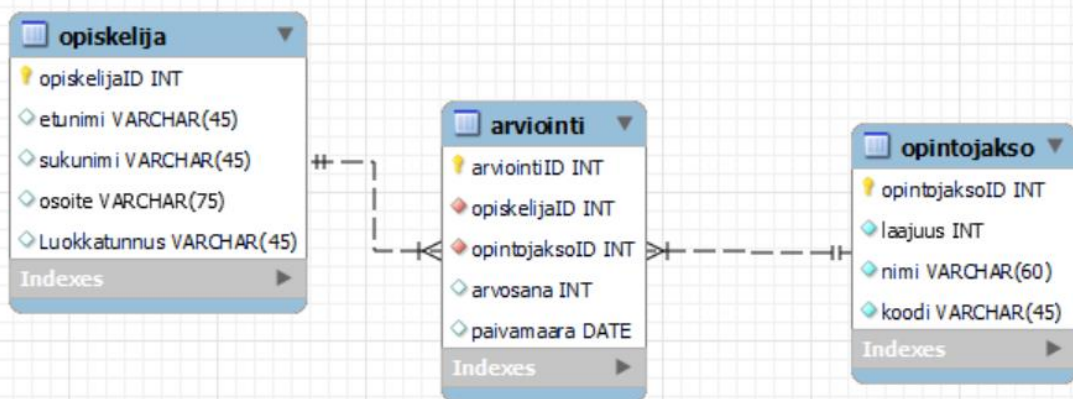 opiskelija
opiskelijaID INT
etunimi VARCHAR(45)
sukunimi VARCHAR(45)
osoite VARCHAR(75)
Luokkatunnus VARCHAR(45)
Indexes
arviointi
arviointiID INT
opiskelijaID INT
opintojaksoID INT
arvosana INT
paivamaara DATE
Indexes
opintojakso
opintojaksoID INT
laajuus INT
nimi VARCHAR(60)
koodi VARCHAR(45)
Indexes